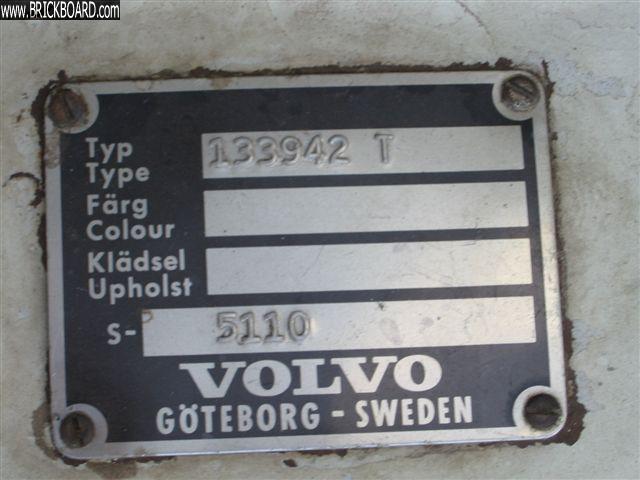 www.BRICKBOARD.com
Typ
Type
133942 T
Färg
Colour
Klädsel
Upholst
S- 5110
VOLVO
GÖTEBORG - SWEDEN